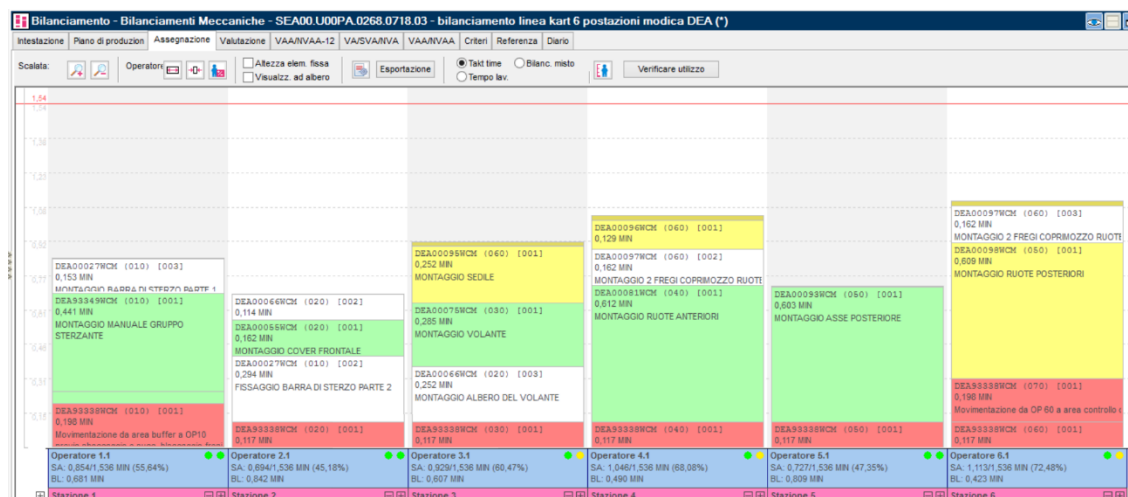 Bilanciamento - Bilanciamenti Meccaniche - SEA00.U00PA.0268.0718.03 - bilanciamento linea kart 6 postazioni modica DEA (*)
Intestazione Piano di produzion Assegnazione Valutazione VAA/NVAA-12 VA/SVA/NVA VAA/NVAA Criteri Referenza Diario
Scalata: Operatori Altezza elem. fissa Visualzz. ad albero Esportazione Takt time Bilanc. misto Tempo lav. Verificare utilizzo
1,54
DEA00027WCM (010) [003]
0,153 MIN
MONTAGGIO BARRA DI STERZO PARTE 1
DEA93349WCM (010) [001]
0,441 MIN
MONTAGGIO MANUALE GRUPPO
STERZANTE
DEA93338WCM (010) [001]
0,198 MIN
Movimentazione da area buffer a OP10
DEA00066WCM (020) [002]
0,114 MIN
DEA00055WCM (020) [001]
0,162 MIN
MONTAGGIO COVER FRONTALE
DEA00027WCM (010) [002]
0,294 MIN
FISSAGGIO BARRA DI STERZO PARTE 2
DEA93338WCM (020) [001]
0,117 MIN
DEA00095WCM (060) [001]
0,252 MIN
MONTAGGIO SEDILE
DEA00075WCM (030) [001]
0,285 MIN
MONTAGGIO VOLANTE
DEA00066WCM (020) [003]
0,252 MIN
MONTAGGIO ALBERO DEL VOLANTE
DEA93338WCM (030) [001]
0,117 MIN
DEA00096WCM (060) [001]
0,129 MIN
DEA00097WCM (060) [002]
0,162 MIN
MONTAGGIO 2 FREGI COPRIMOZZO RUOTE
DEA00081WCM (040) [001]
0,612 MIN
MONTAGGIO RUOTE ANTERIORI
DEA93338WCM (040) [001]
0,117 MIN
DEA00093WCM (050) [001]
0,603 MIN
MONTAGGIO ASSE POSTERIORE
DEA93338WCM (050) [001]
0,117 MIN
DEA00097WCM (060) [003]
0,162 MIN
MONTAGGIO 2 FREGI COPRIMOZZO RUOTE
DEA00098WCM (050) [001]
0,609 MIN
MONTAGGIO RUOTE POSTERIORI
DEA93338WCM (070) [001]
0,198 MIN
Movimentazione da OP 60 a area controllo
DEA93338WCM (060) [001]
0,117 MIN
Operatore 1.1
SA: 0,854/1,536 MIN (55,64%)
BL: 0,681 MIN
Operatore 2.1
SA: 0,694/1,536 MIN (45,18%)
BL: 0,842 MIN
Operatore 3.1
SA: 0,929/1,536 MIN (60,47%)
BL: 0,607 MIN
Operatore 4.1
SA: 1,046/1,536 MIN (68,08%)
BL: 0,490 MIN
Operatore 5.1
SA: 0,727/1,536 MIN (47,35%)
BL: 0,809 MIN
Operatore 6.1
SA: 1,113/1,536 MIN (72,48%)
BL: 0,423 MIN
Stazione 1 Stazione 2 Stazione 3 Stazione 4 Stazione 5 Stazione 6